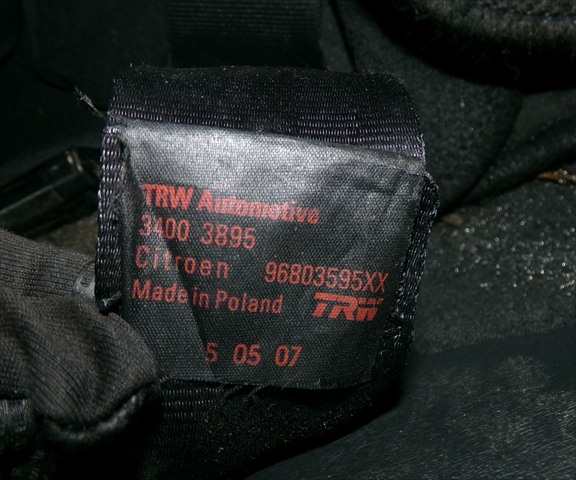 TRW Automotive
3400 3895
Citroen 96803595XX
Made in Poland TRW
5 05 07